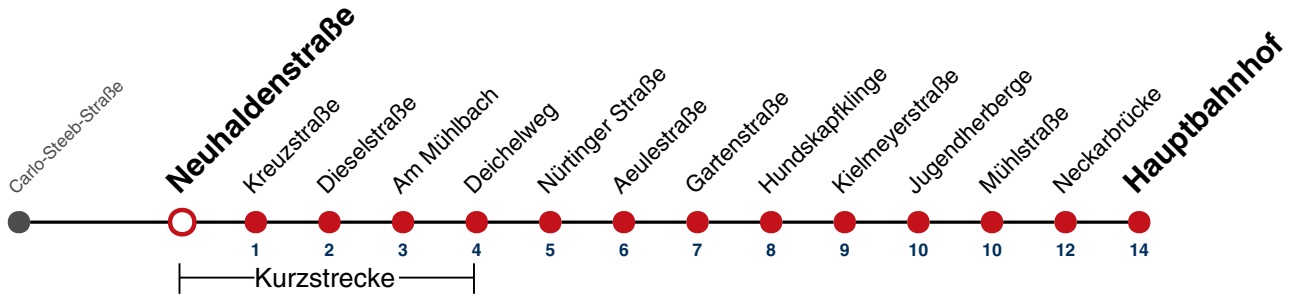 Carlo-Steeb-Straße
Neuhaldenstraße
Kreuzstraße
Dieselstraße
Am Mühlbach
Deichelweg
Nürtinger Straße
Aeulestraße
Gartenstraße
Hundskapfklinge
Kielmeyerstraße
Jugendherberge
Mühlstraße
Neckarbrücke
Hauptbahnhof
1 2 3 4 5 6 7 8 9 10 10 12 14
Kurzstrecke